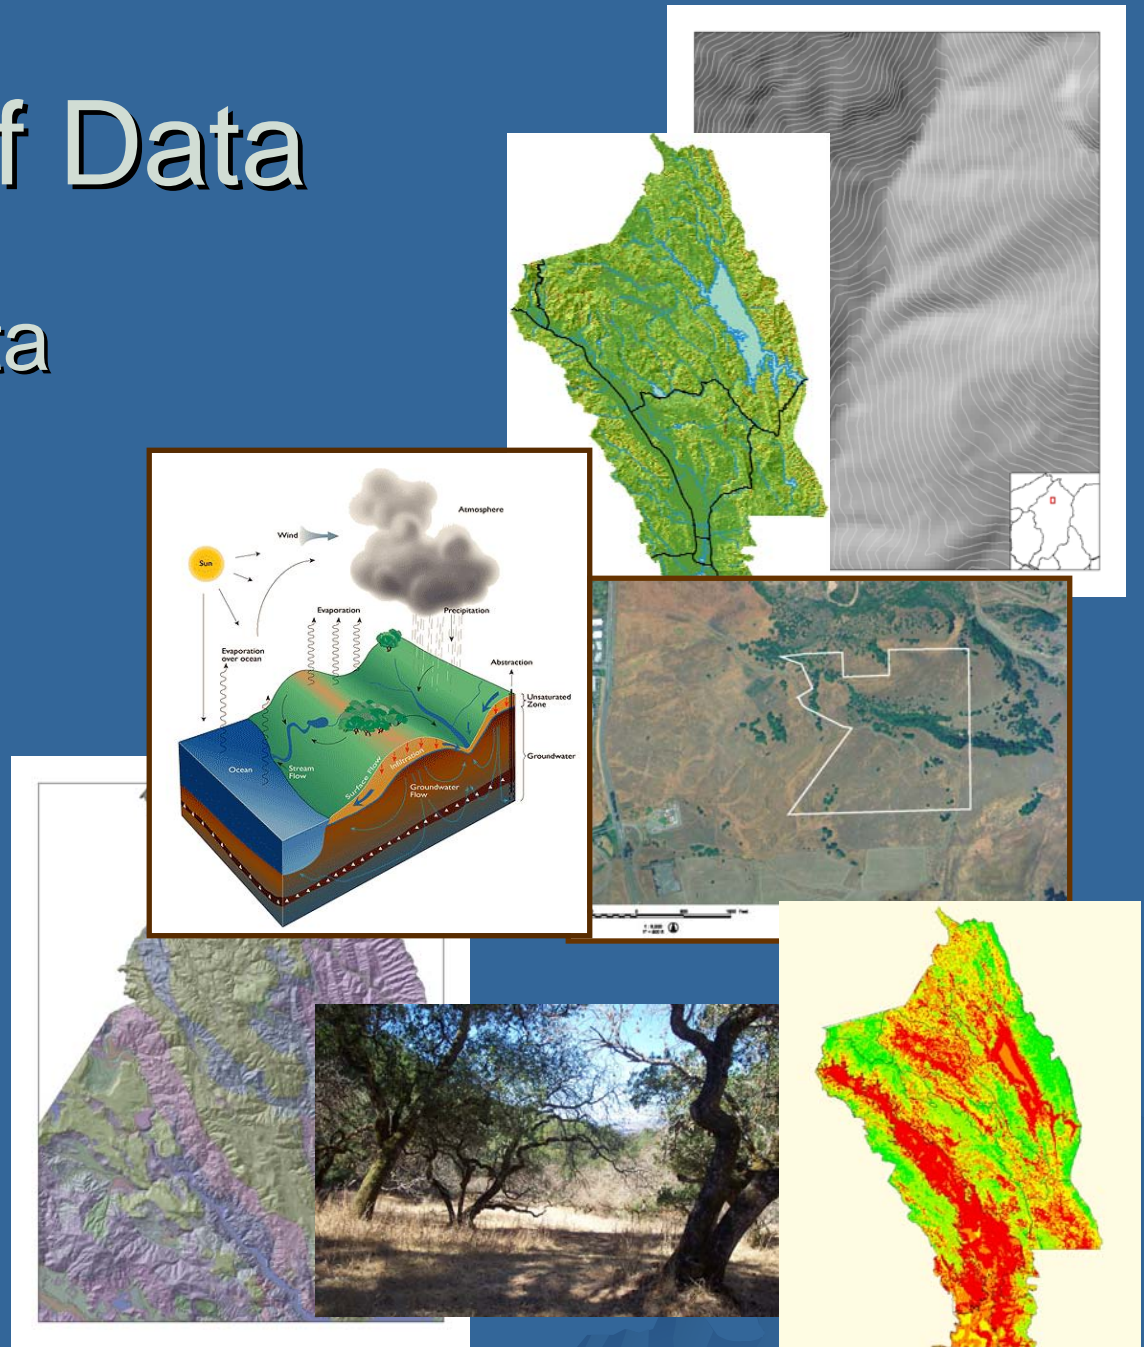 f Data
ta
Atmosphere
Wind
Sun
Evaporation
Precipitation
Evaporation
over ocean
Abstraction
Unsaturated
Zone
Groundwater
Ocean
Stream
Flow
Surface Flow
Infiltration
Groundwater
Flow